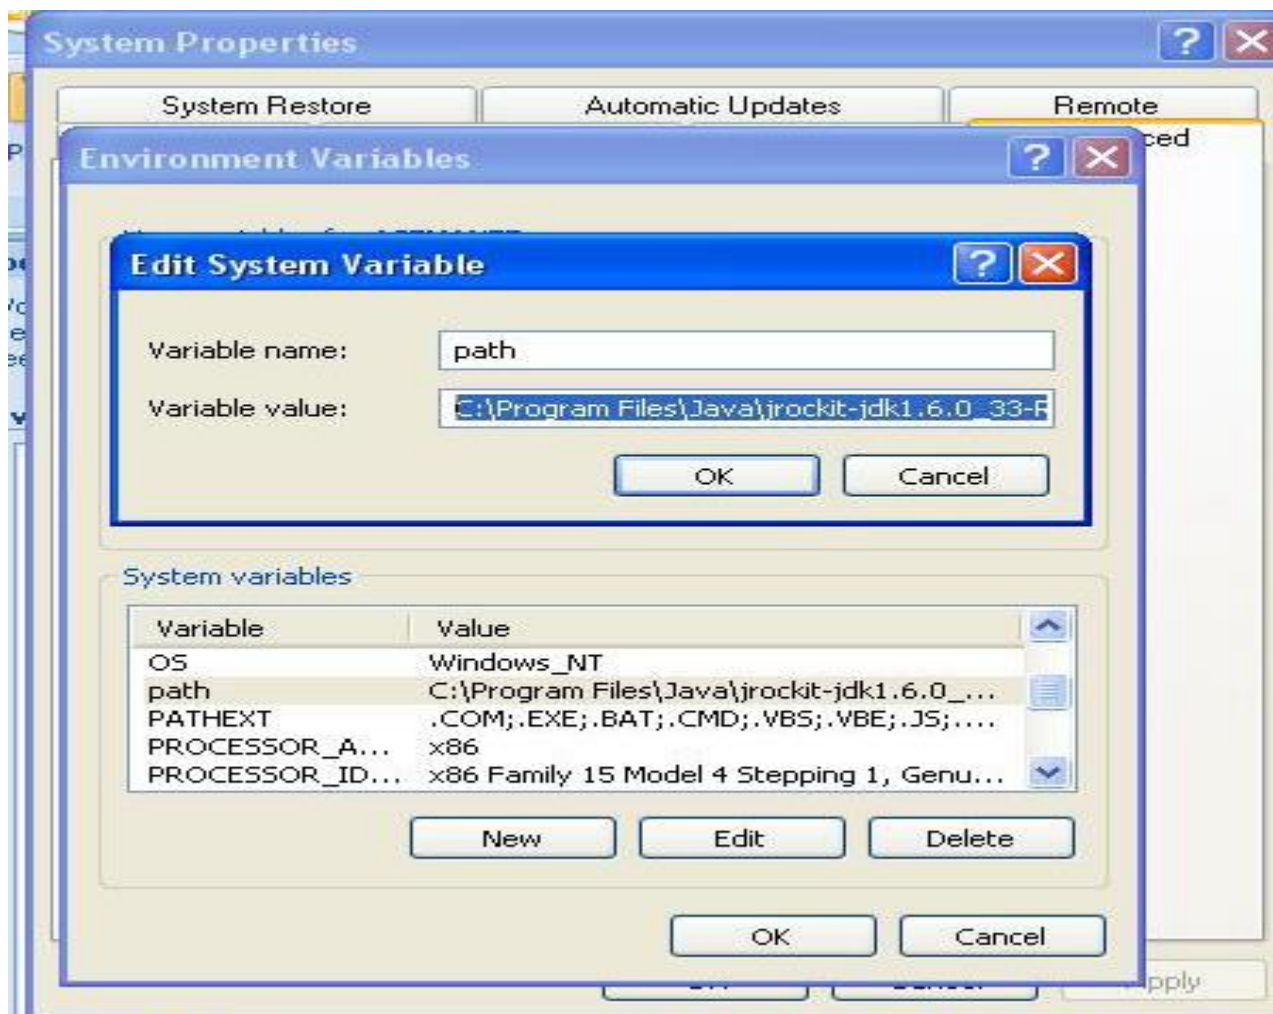 System Properties
System Restore
Automatic Updates
Remote
Environment Variables
Edit System Variable
Variable name:
path
Variable value:
C:\Program Files\Java\jrockit-jdk1.6.0_33-R
OK
Cancel
System variables
Variable
Value
OS
Windows_NT
path
C:\Program Files\Java\jrockit-jdk1.6.0_...
PATHEXT
.COM;.EXE;.BAT;.CMD;.VBS;.VBE;.JS;....
PROCESSOR_A...
x86
PROCESSOR_ID...
x86 Family 15 Model 4 Stepping 1, Genu...
New
Edit
Delete
OK
Cancel